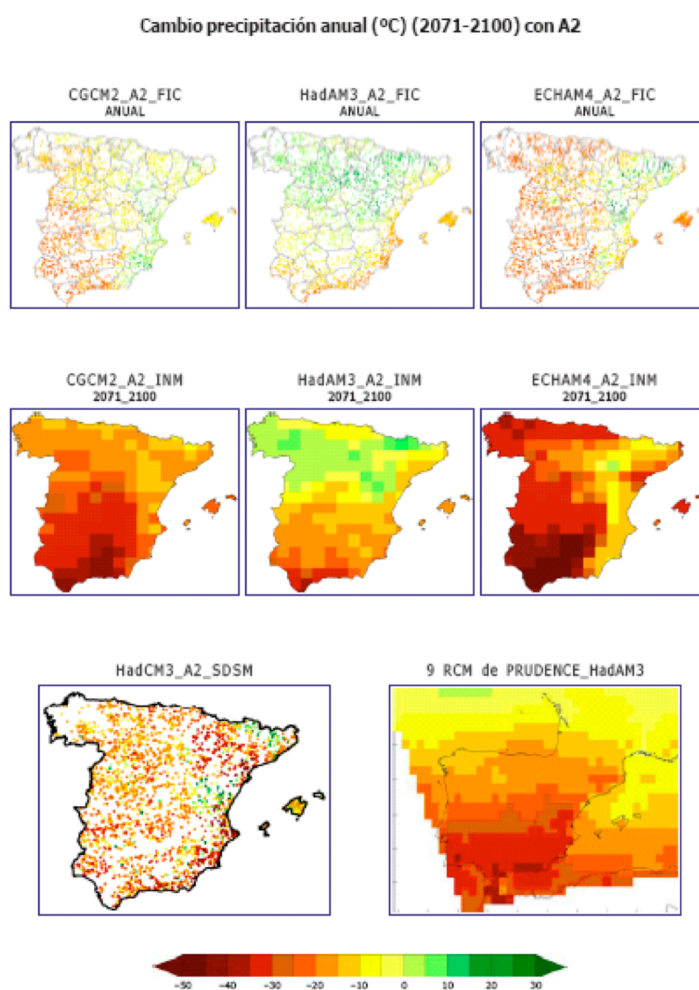 Cambio precipitación anual (ºC) (2071-2100) con A2
CGCM2_A2_FIC
ANUAL
HadAM3_A2_FIC
ANUAL
ECHAM4_A2_FIC
ANUAL
CGCM2_A2_INM
2071_2100
HadAM3_A2_INM
2071_2100
ECHAM4_A2_INM
2071_2100
HadCM3_A2_SDSM
9 RCM de PRUDENCE_HadAM3
-50 -40 -30 -20 -10 0 10 20 30